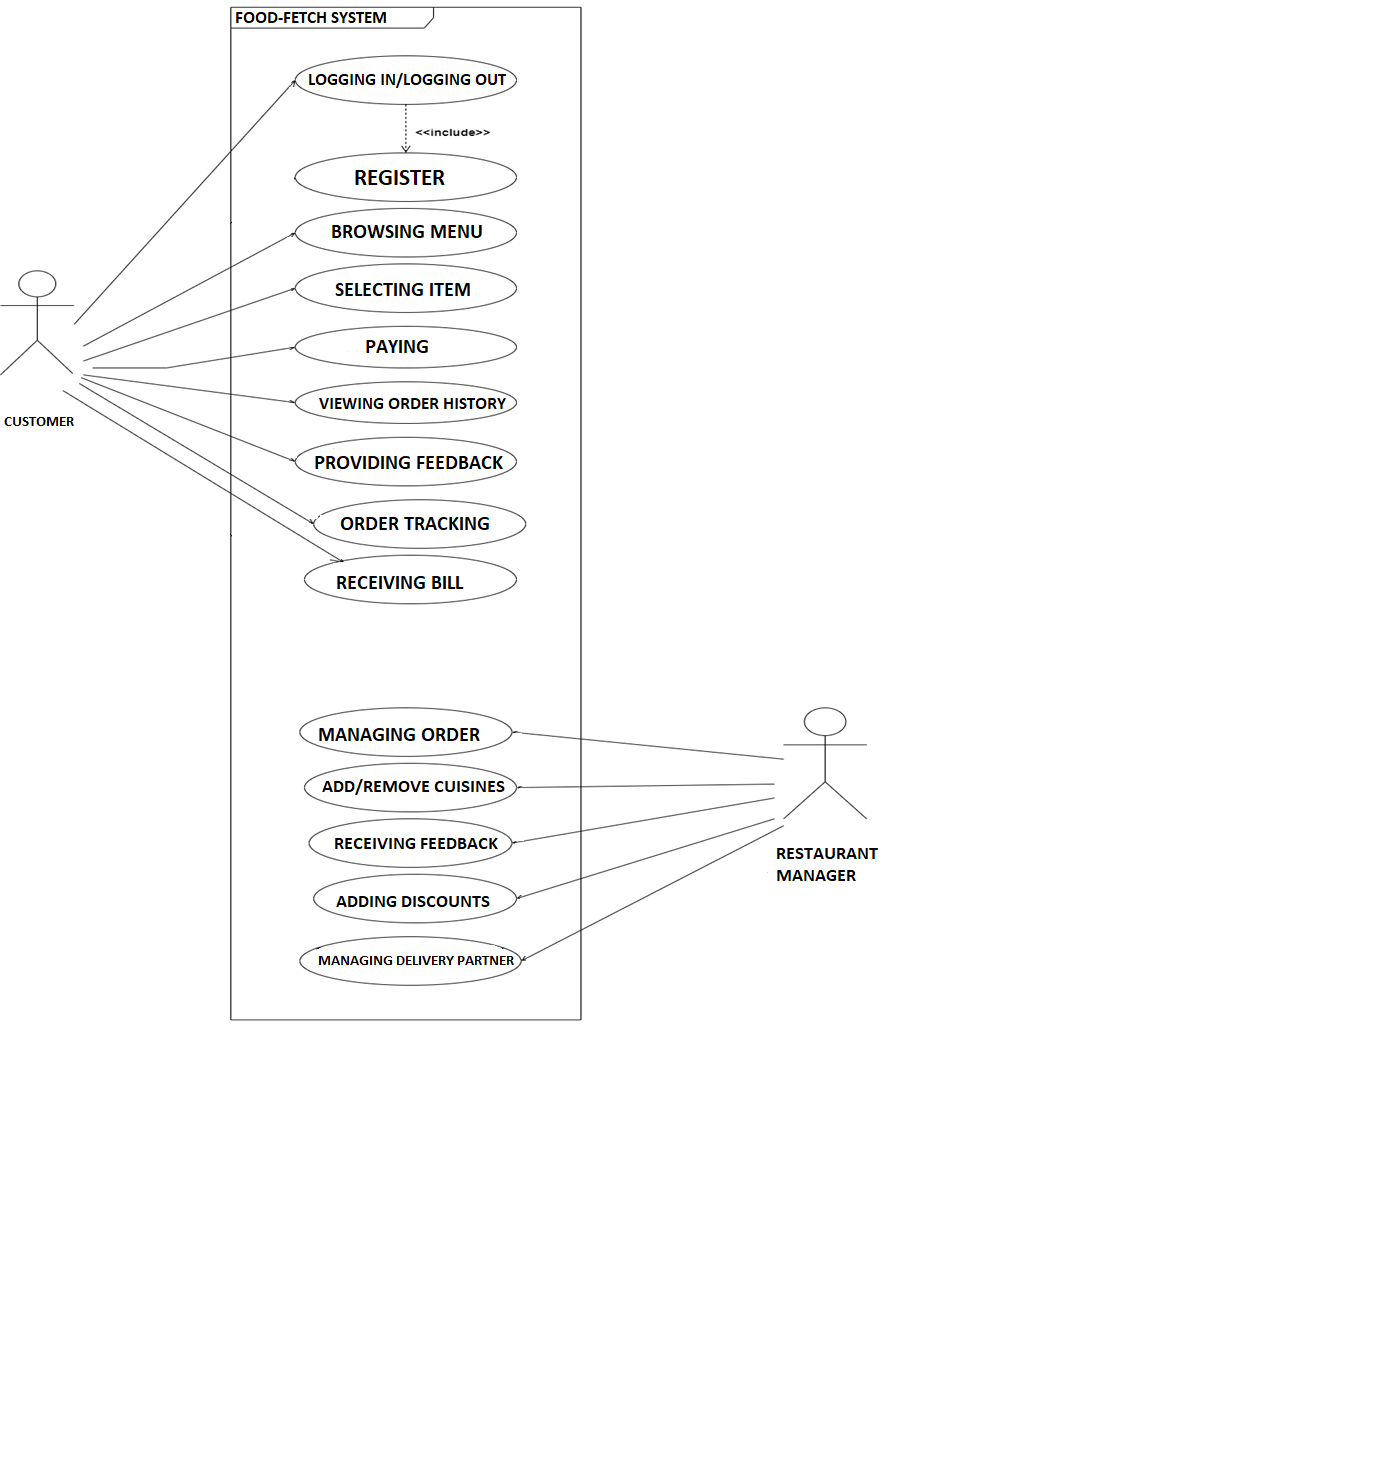 FOOD-FETCH SYSTEM
LOGGING IN/LOGGING OUT
<<include>>
REGISTER
BROWSING MENU
SELECTING ITEM
PAYING
VIEWING ORDER HISTORY
PROVIDING FEEDBACK
ORDER TRACKING
RECEIVING BILL
CUSTOMER
MANAGING ORDER
ADD/REMOVE CUISINES
RECEIVING FEEDBACK
ADDING DISCOUNTS
MANAGING DELIVERY PARTNER
RESTAURANT
MANAGER